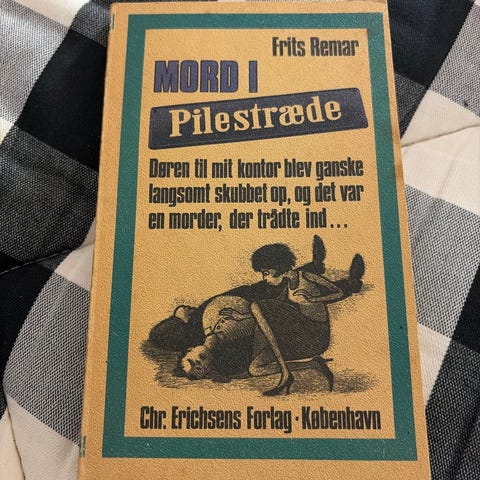 Frits Remar
MORD I
Pilestræde
Døren til mit kontor blev ganske
langsomt skubbet op, og det var
en morder, der trådte ind...
Chr. Erichsens Forlag · København